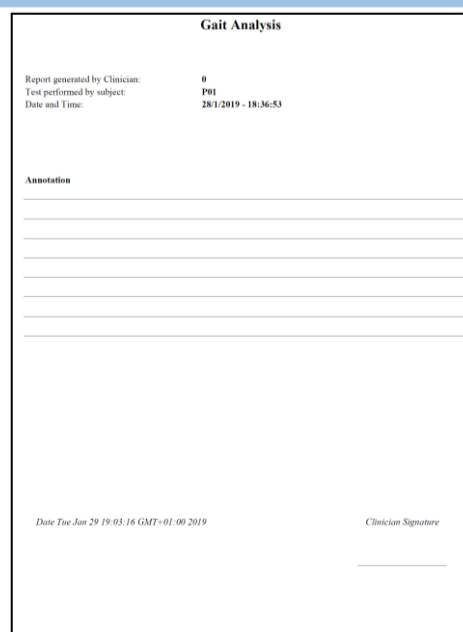 Gait Analysis
Report generated by Clinician: 0
Test performed by subject: P01
Date and Time: 28/1/2019 - 18:36:53
Annotation
Date Tue Jan 29 19:03:16 GMT+01:00 2019 Clinician Signature